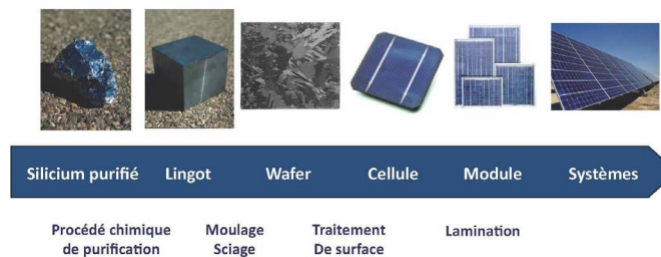 Silicium purifié Lingot Wafer Cellule Module Systèmes
Procédé chimique
de purification
Moulage
Sciage
Traitement
De surface
Lamination